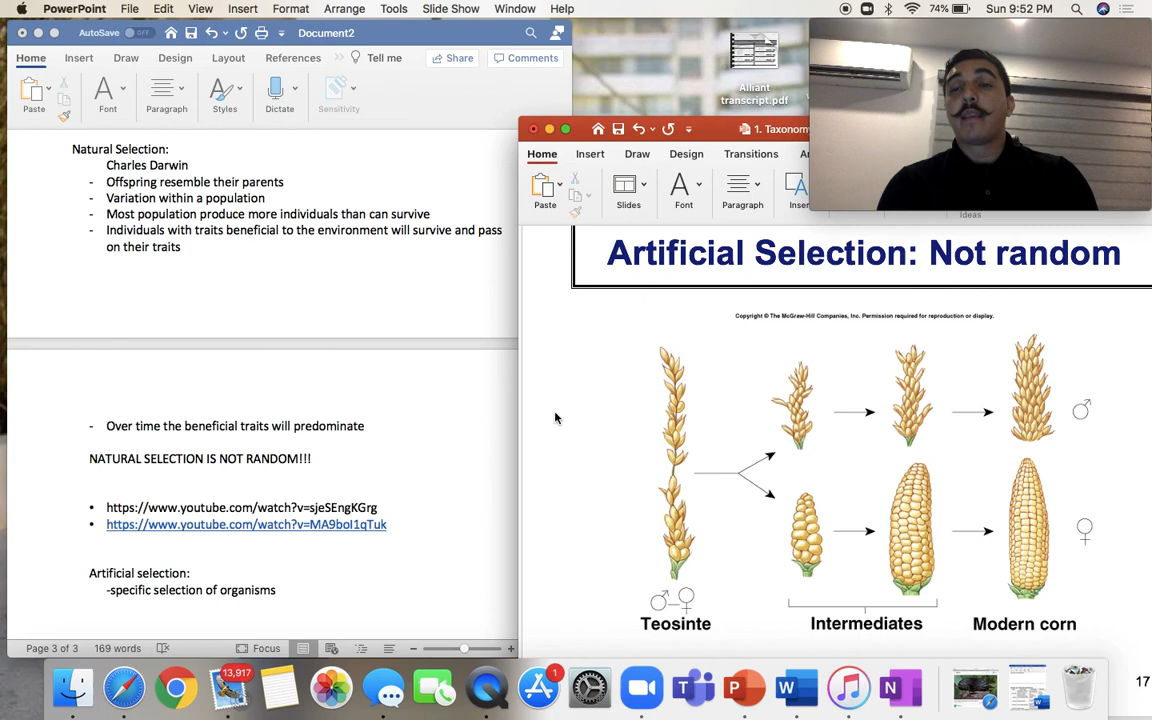 PowerPoint File Edit View Insert Format Arrange Tools Slide Show Window Help 74% Sun 9:52 PM
AutoSave OFF Document2
Home Insert Draw Design Layout References Tell me Share Comments
Paste Font Paragraph Styles Dictate Sensitivity
Natural Selection:
Charles Darwin
- Offspring resemble their parents
- Variation within a population
- Most population produce more individuals than can survive
- Individuals with traits beneficial to the environment will survive and pass
on their traits
- Over time the beneficial traits will predominate
NATURAL SELECTION IS NOT RANDOM!!!
• https://www.youtube.com/watch?v=sjeSEngKGrg
• https://www.youtube.com/watch?v=MA9boI1qTuk
Artificial selection:
-specific selection of organisms
Page 3 of 3 169 words Focus
Alliant
transcript.pdf
1. Taxonomy
Home Insert Draw Design Transitions
Paste Slides Font Paragraph
Ideas
Artificial Selection: Not random
Copyright © The McGraw-Hill Companies, Inc. Permission required for reproduction or display.
♂
♀
♂–♀
Teosinte Intermediates Modern corn
17
13,917
1